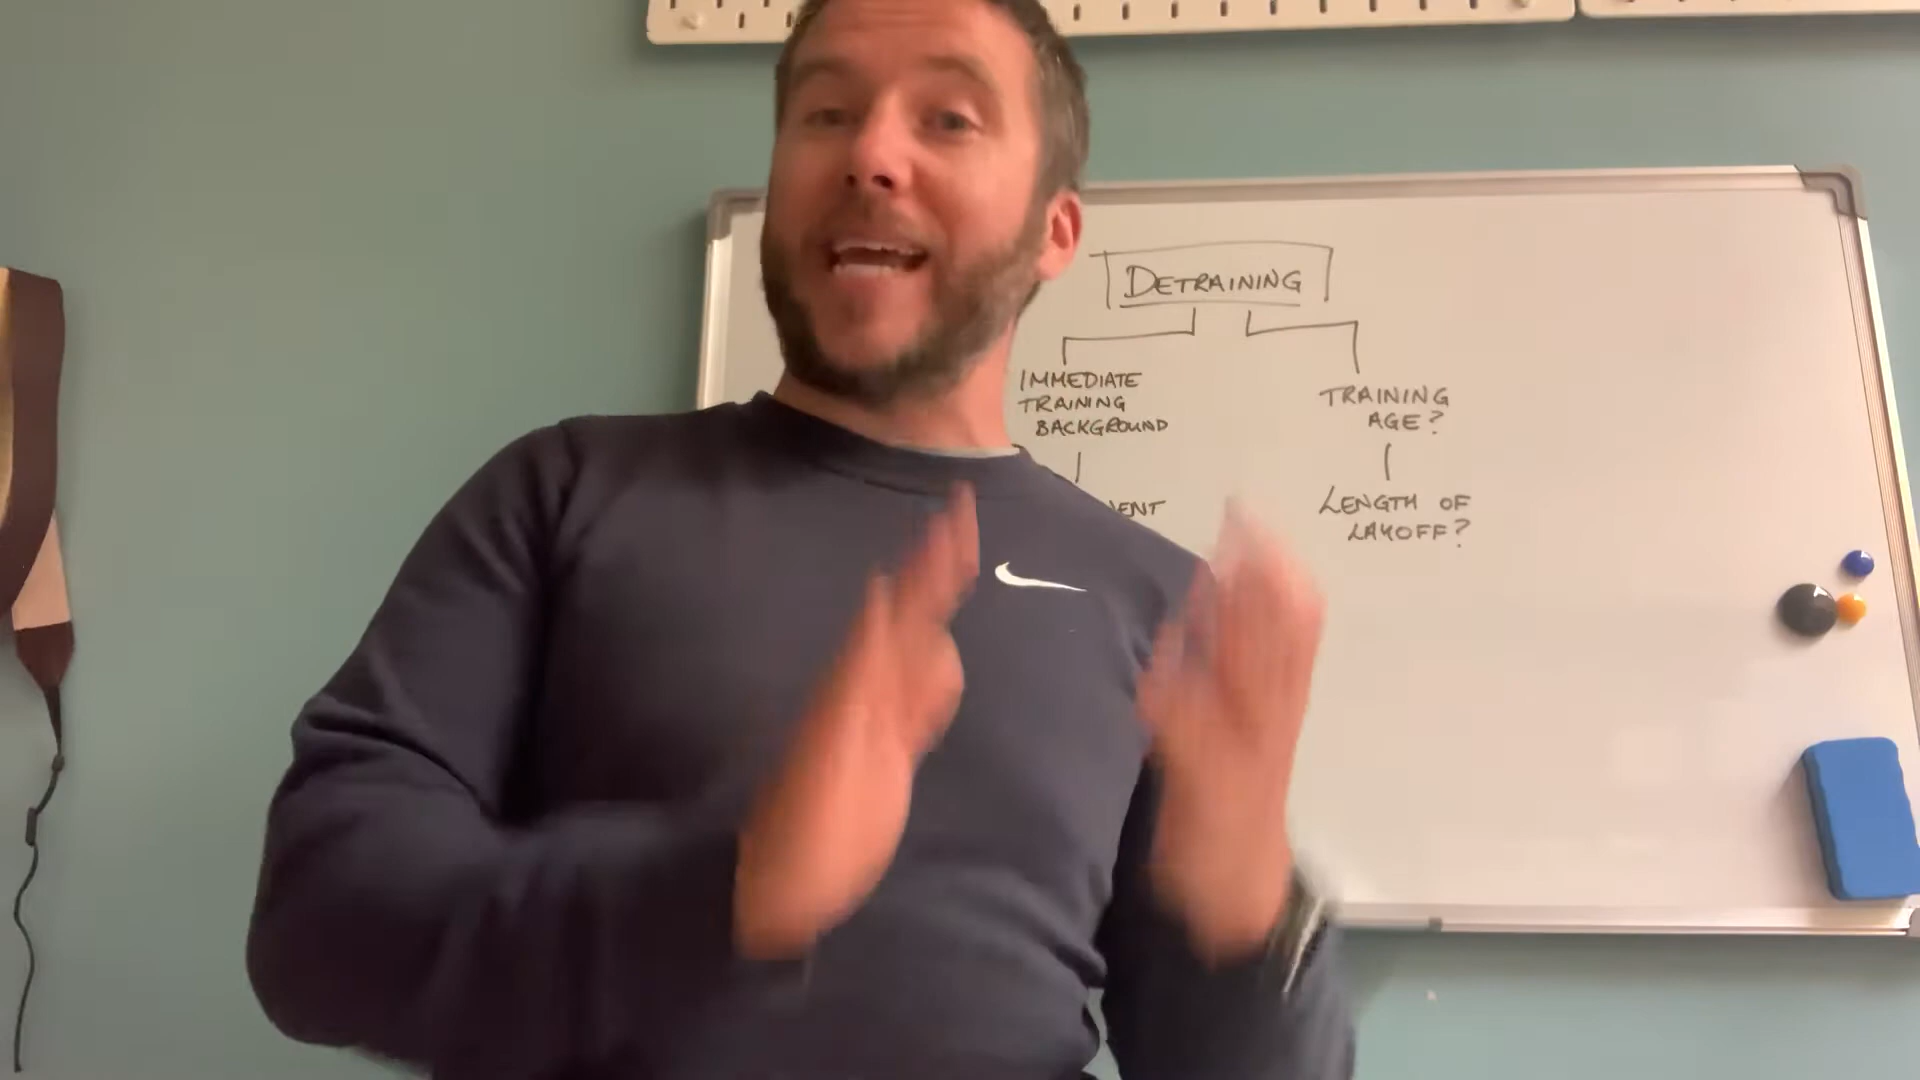 DETRAINING
IMMEDIATE
TRAINING
BACKGROUND
TRAINING
AGE?
LENGTH OF
LAYOFF?